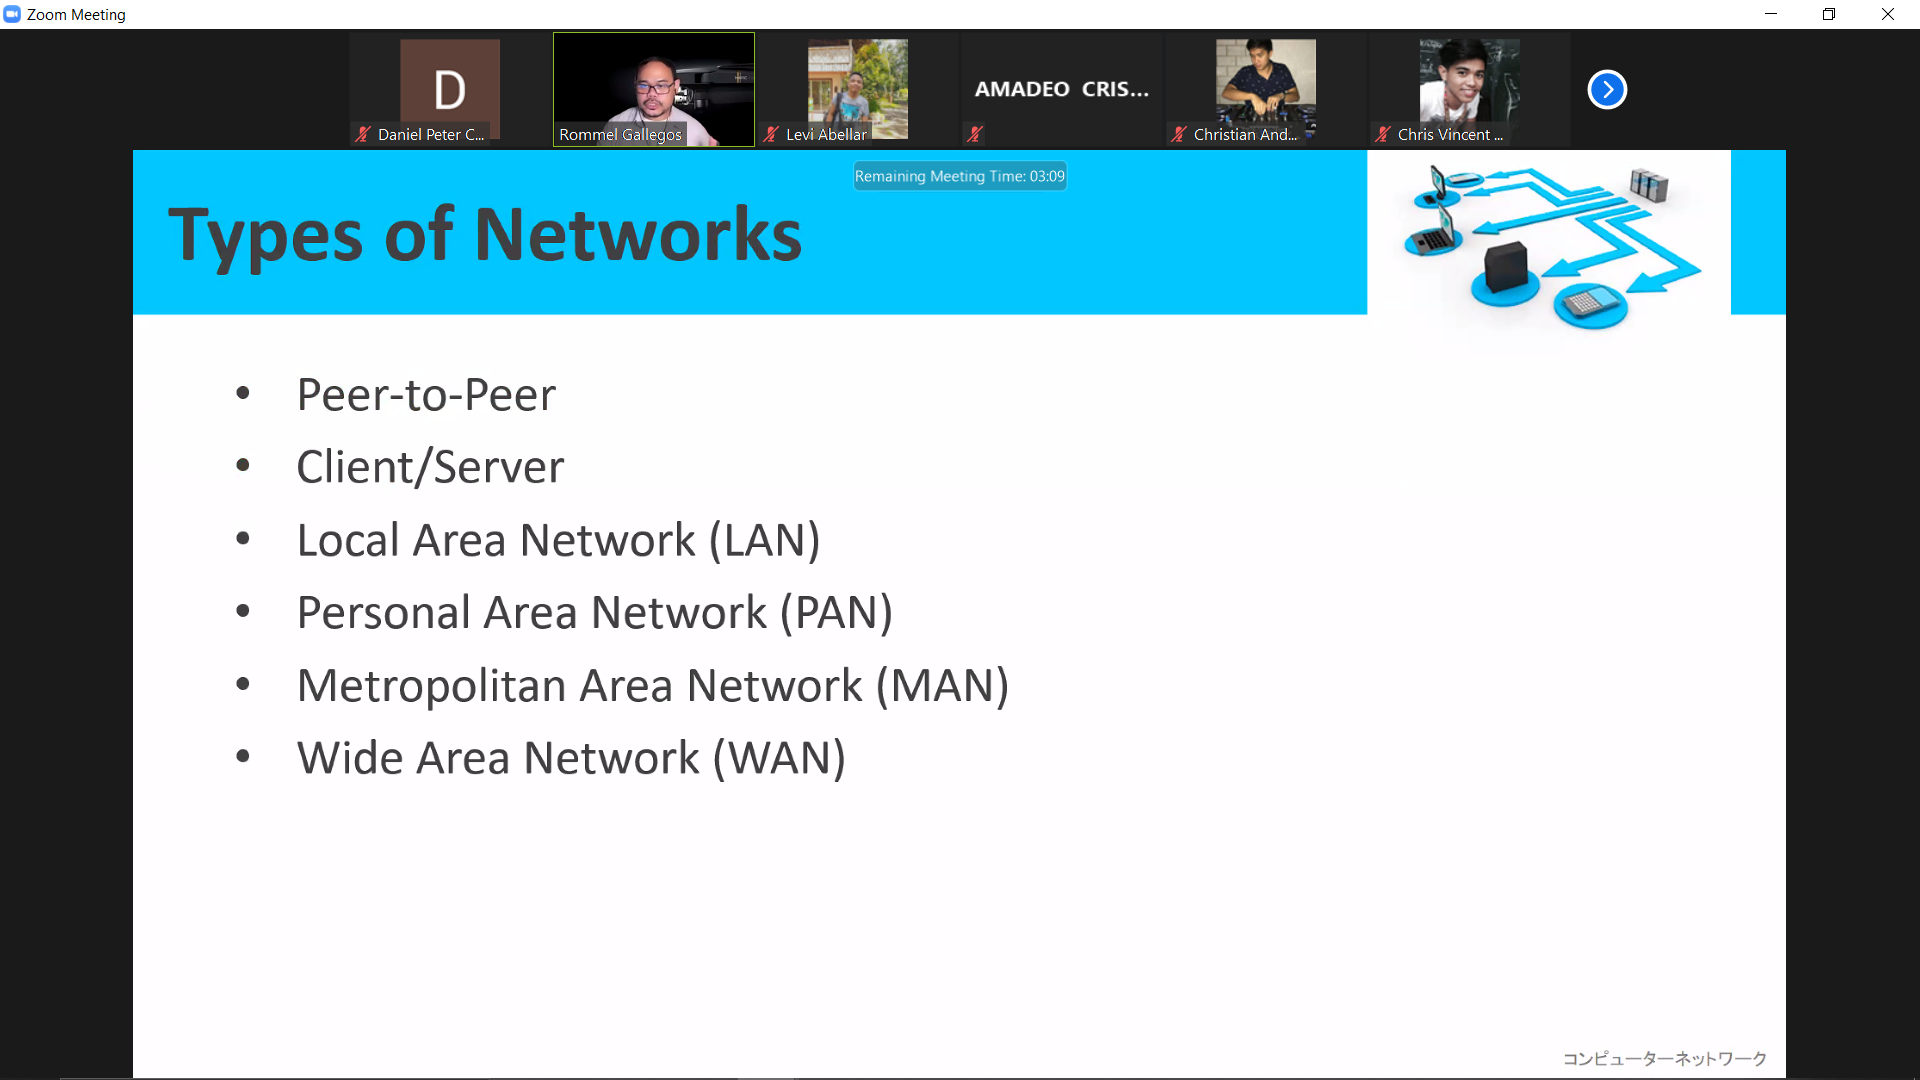 Zoom Meeting
D
AMADEO CRIS...
Daniel Peter C...
Rommel Gallegos
Levi Abellar
Christian And...
Chris Vincent ...
Remaining Meeting Time: 03:09
Types of Networks
• Peer-to-Peer
• Client/Server
• Local Area Network (LAN)
• Personal Area Network (PAN)
• Metropolitan Area Network (MAN)
• Wide Area Network (WAN)
コンピューターネットワーク